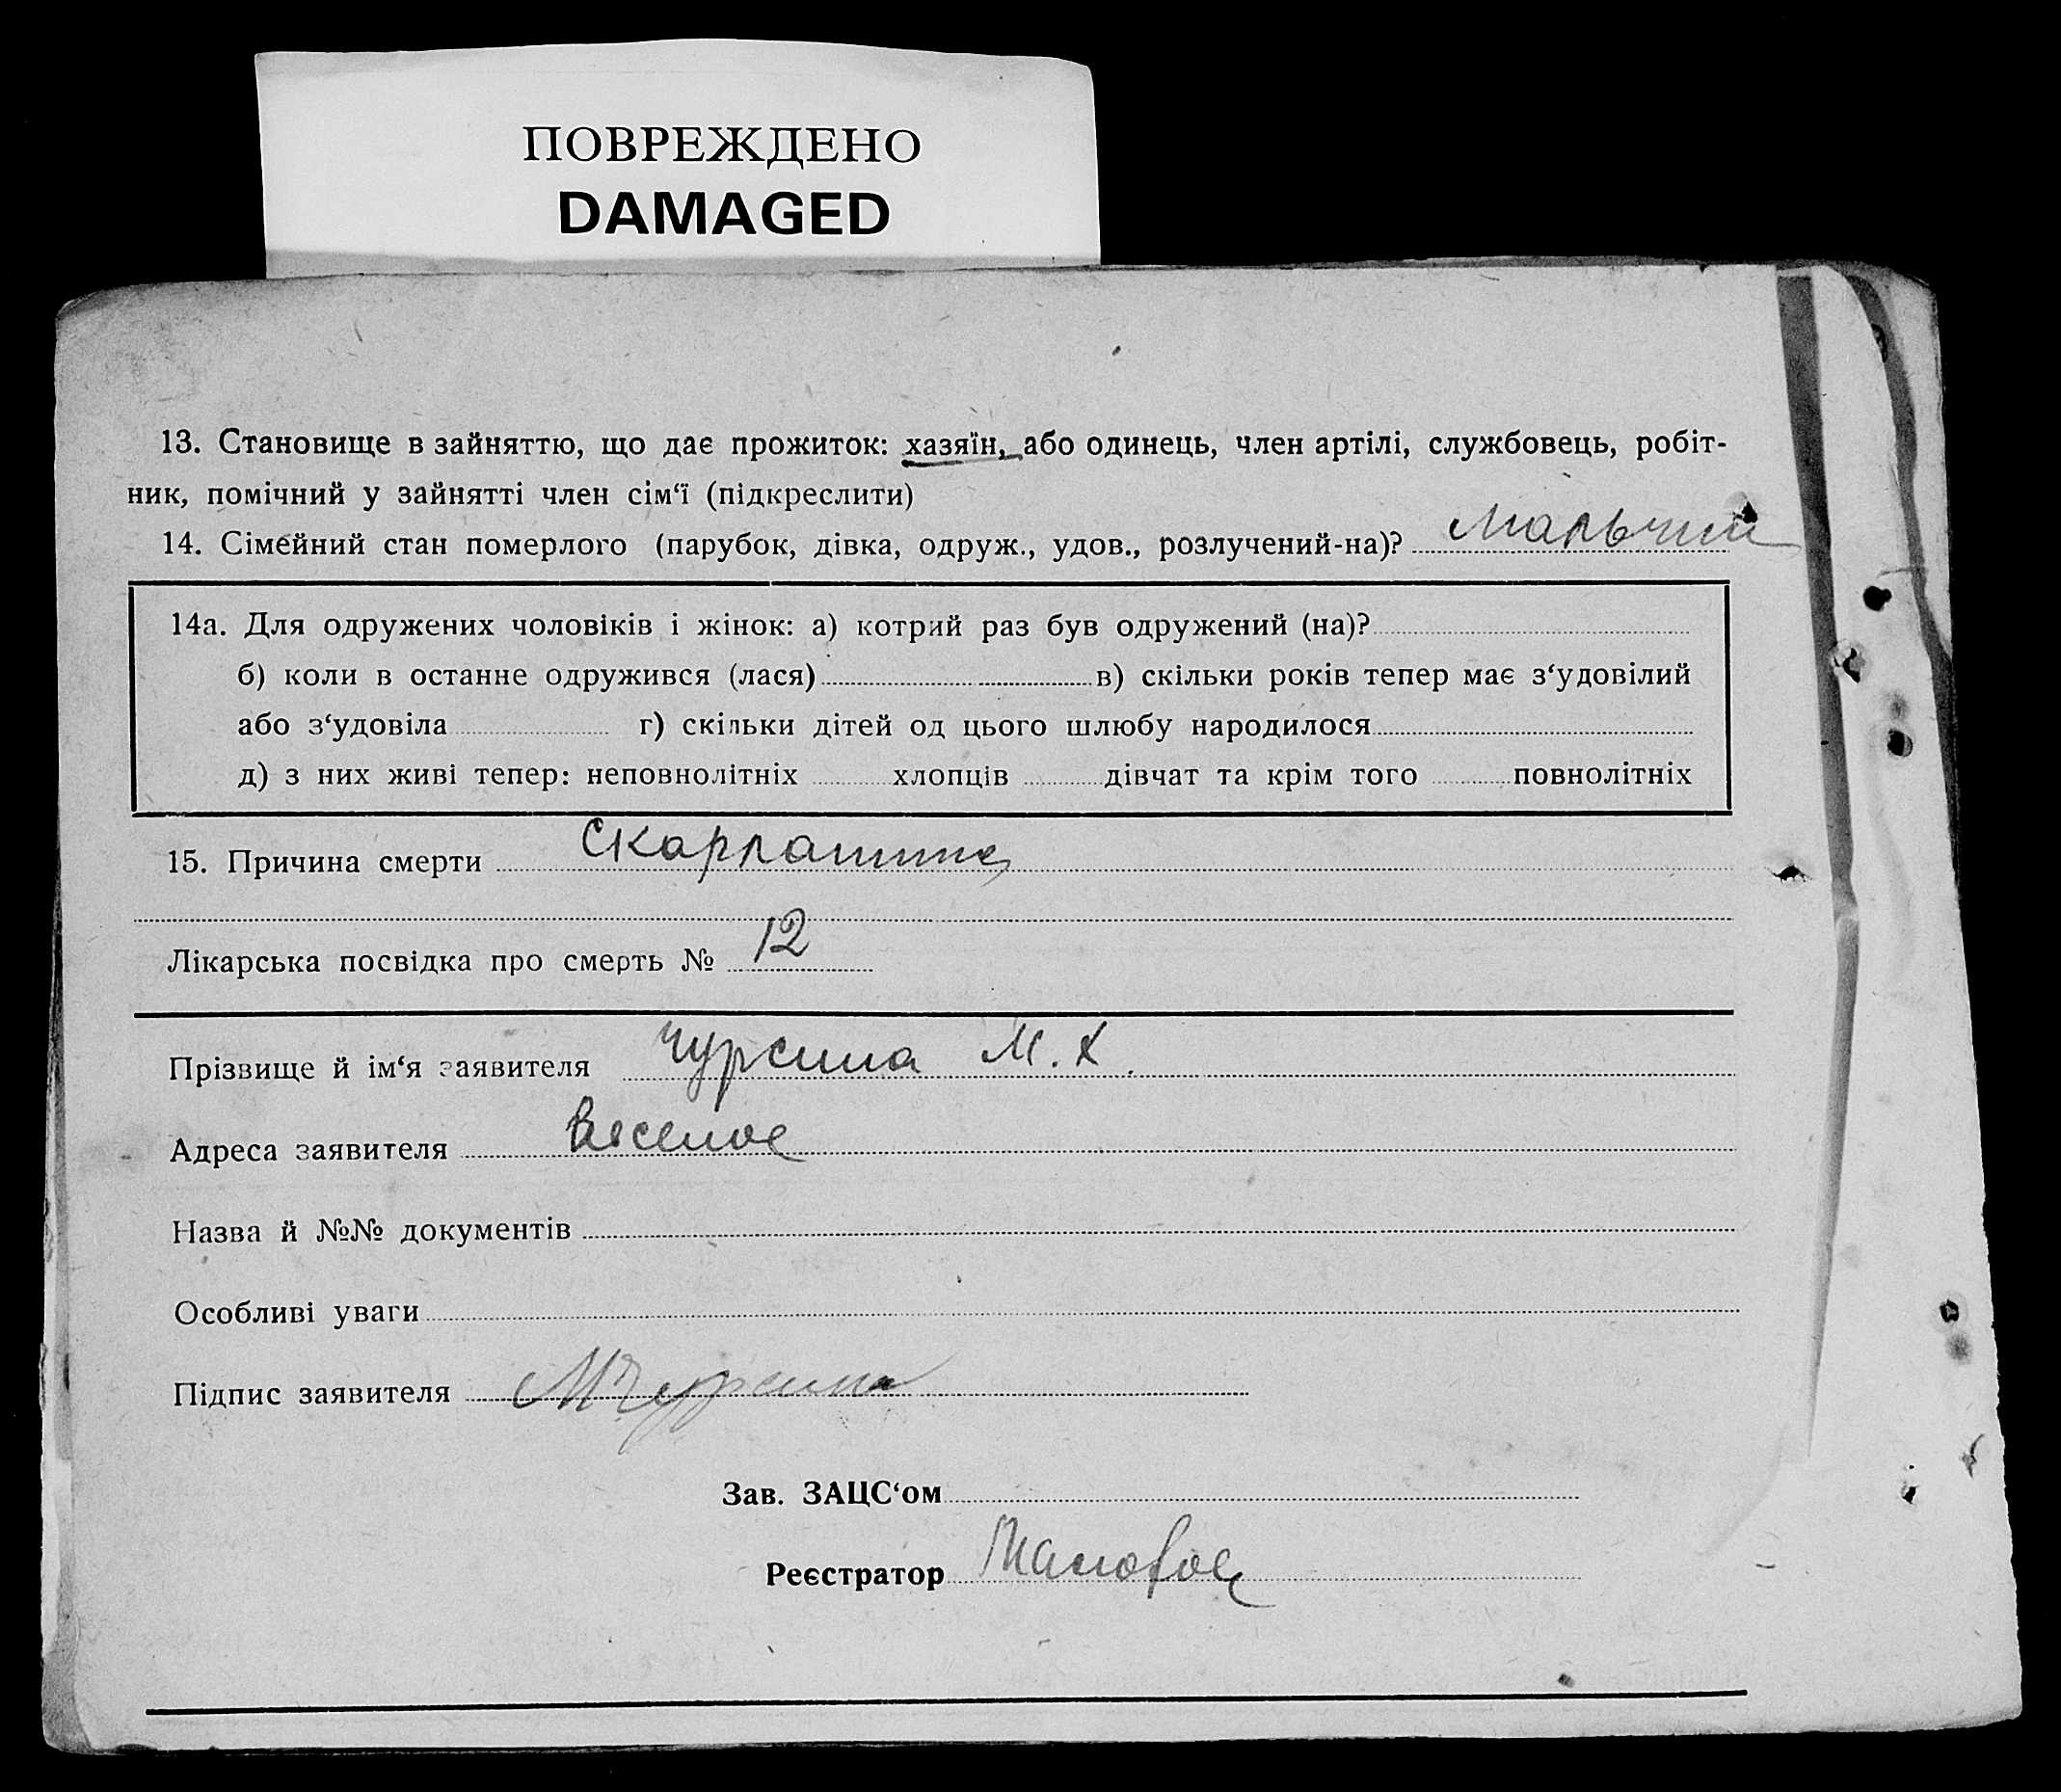 ПОВРЕЖДЕНО
DAMAGED
13. Становище в зайняттю, що дає прожиток: хазяїн, або одинець, член артілі, службовець, робіт-
ник, помічний у зайнятті член сім‘ї (підкреслити)
14. Сімейний стан померлого (парубок, дівка, одруж., удов., розлучений-на)?
14а. Для одружених чоловіків і жінок: а) котрий раз був одружений (на)?
б) коли в останне одружився (лася) в) скільки років тепер має з‘удовілий
або з‘удовіла г) скільки дітей од цього шлюбу народилося
д) з них живі тепер: неповнолітніх хлопців дівчат та крім того повнолітніх
15. Причина смерти Скарлатина
Лікарська посвідка про смерть № 12
Прізвище й ім‘я заявителя Чурсина М. Х.
Адреса заявителя Веселое
Назва й №№ документів
Особливі уваги
Підпис заявителя МЧурсина
Зав. ЗАЦС‘ом
Реєстратор